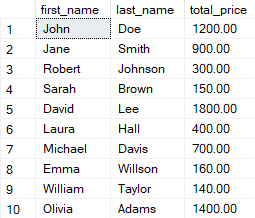 first_name last_name total_price
1 John Doe 1200.00
2 Jane Smith 900.00
3 Robert Johnson 300.00
4 Sarah Brown 150.00
5 David Lee 1800.00
6 Laura Hall 400.00
7 Michael Davis 700.00
8 Emma Willson 160.00
9 William Taylor 140.00
10 Olivia Adams 1400.00